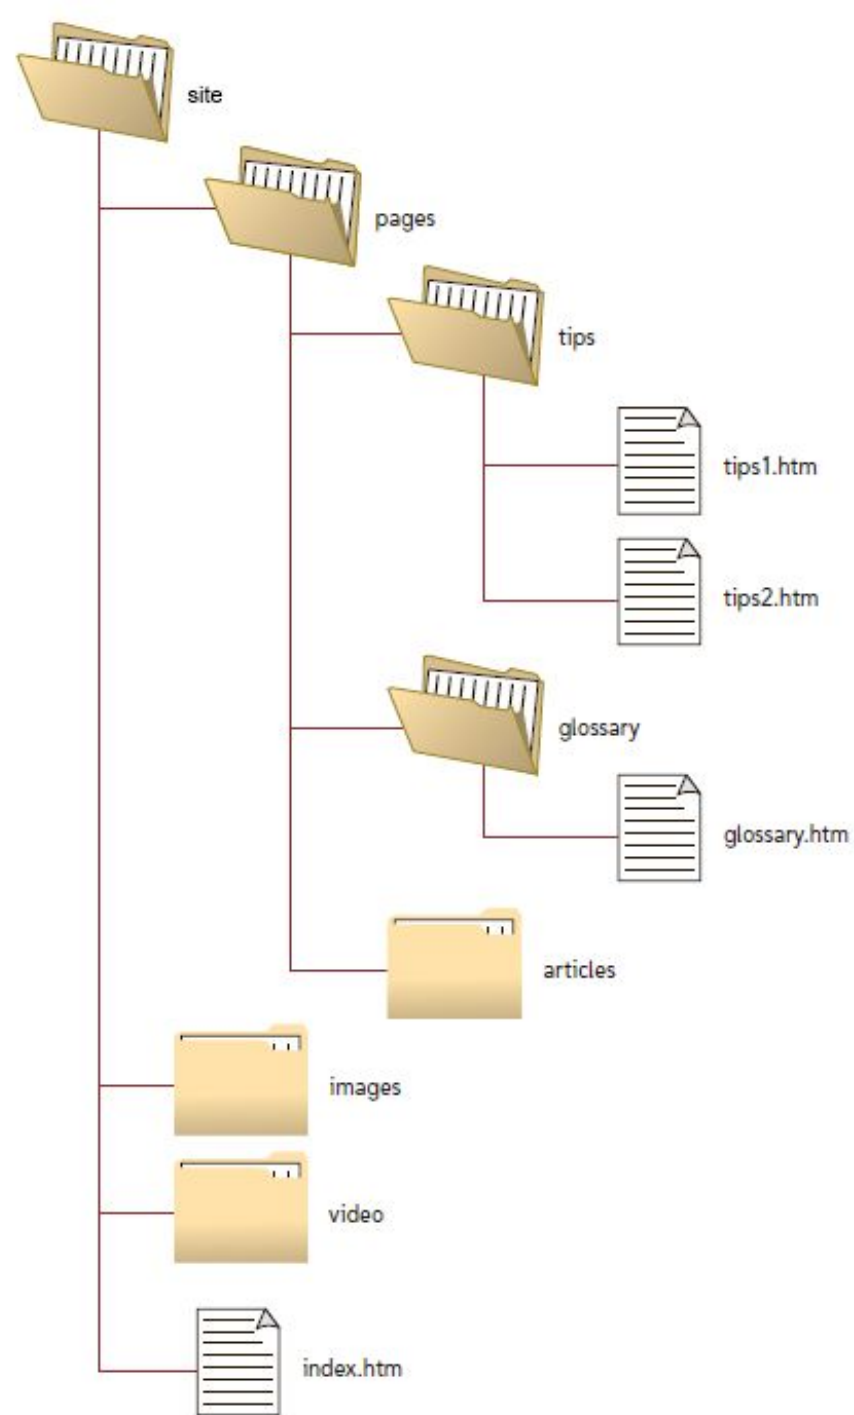 site
pages
tips
tips1.htm
tips2.htm
glossary
glossary.htm
articles
images
video
index.htm